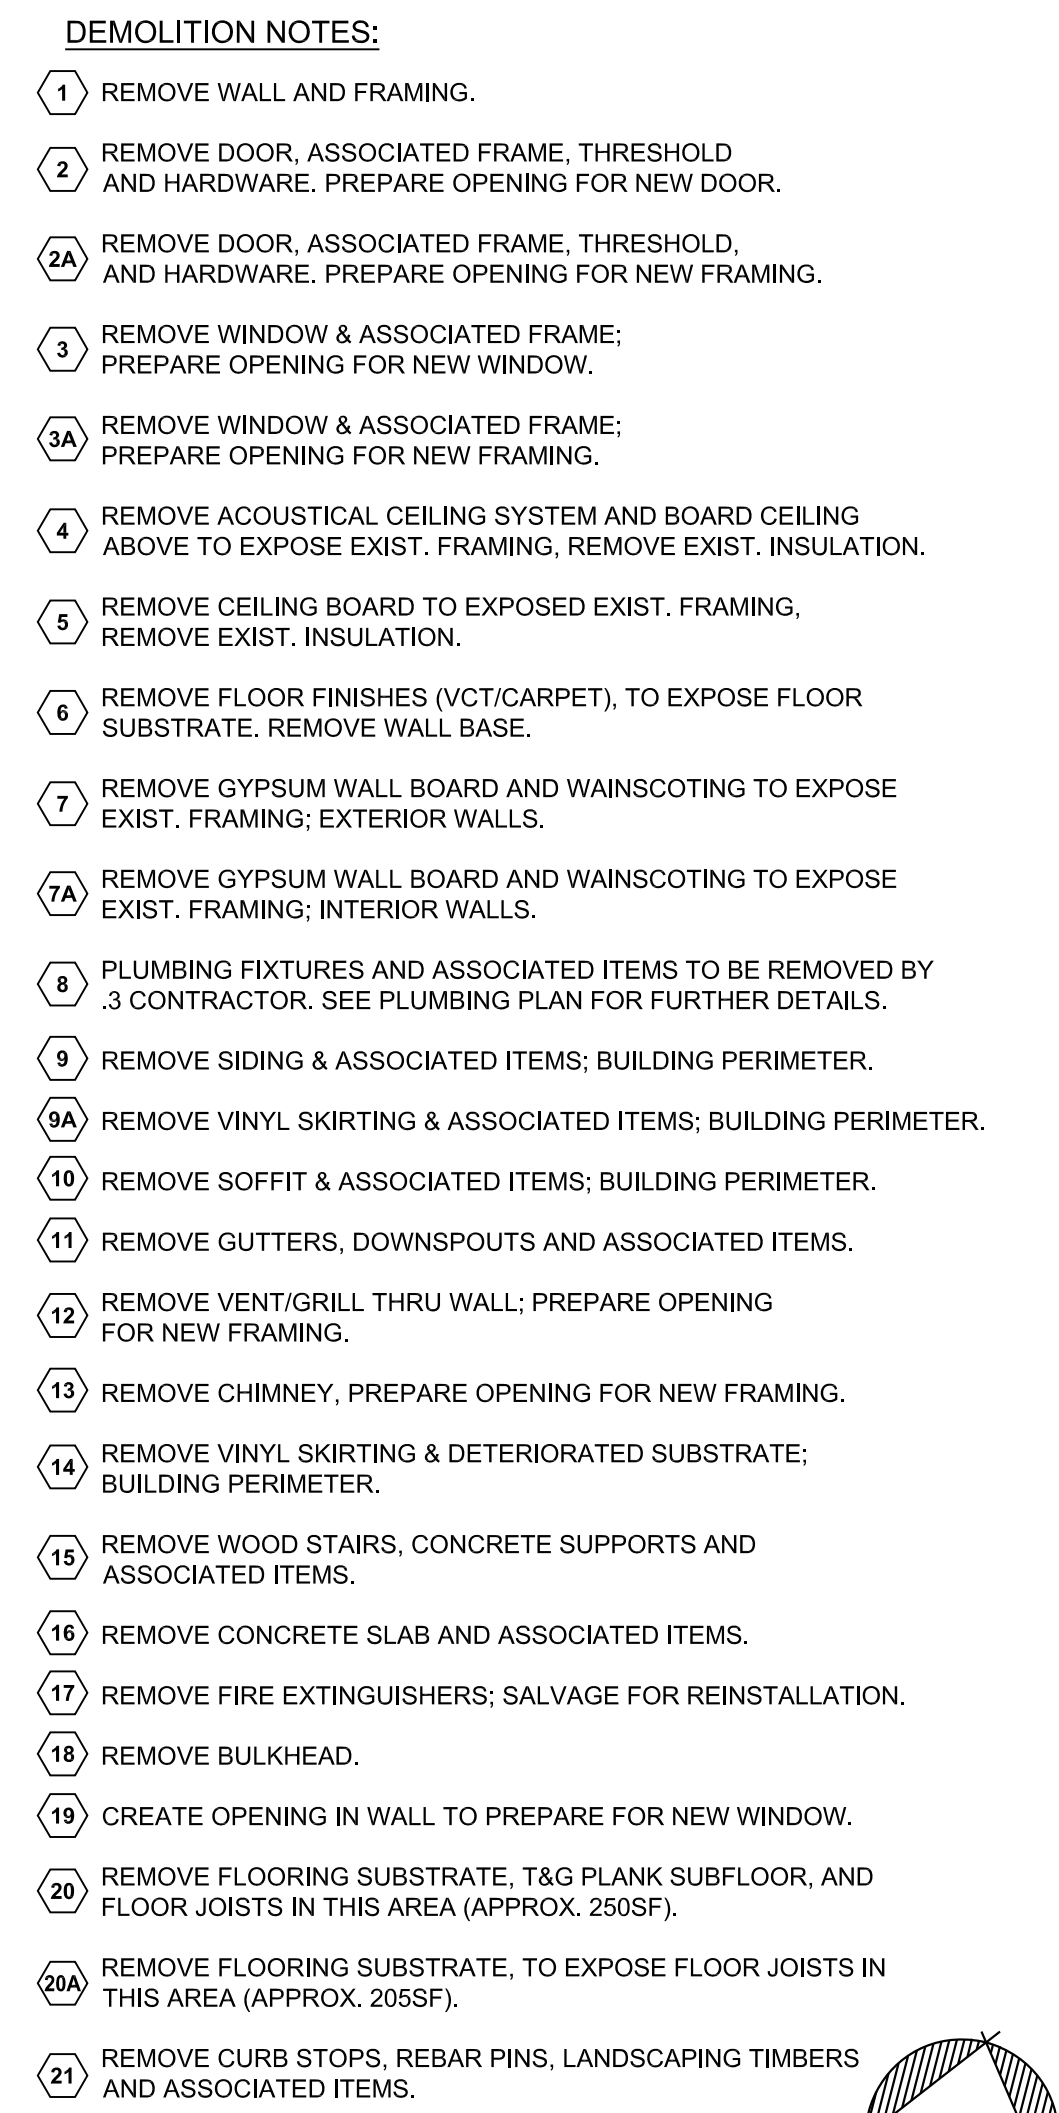 DEMOLITION NOTES:
1 REMOVE WALL AND FRAMING.
2 REMOVE DOOR, ASSOCIATED FRAME, THRESHOLD
AND HARDWARE. PREPARE OPENING FOR NEW DOOR.
2A REMOVE DOOR, ASSOCIATED FRAME, THRESHOLD,
AND HARDWARE. PREPARE OPENING FOR NEW FRAMING.
3 REMOVE WINDOW & ASSOCIATED FRAME;
PREPARE OPENING FOR NEW WINDOW.
3A REMOVE WINDOW & ASSOCIATED FRAME;
PREPARE OPENING FOR NEW FRAMING.
4 REMOVE ACOUSTICAL CEILING SYSTEM AND BOARD CEILING
ABOVE TO EXPOSE EXIST. FRAMING, REMOVE EXIST. INSULATION.
5 REMOVE CEILING BOARD TO EXPOSED EXIST. FRAMING,
REMOVE EXIST. INSULATION.
6 REMOVE FLOOR FINISHES (VCT/CARPET), TO EXPOSE FLOOR
SUBSTRATE. REMOVE WALL BASE.
7 REMOVE GYPSUM WALL BOARD AND WAINSCOTING TO EXPOSE
EXIST. FRAMING; EXTERIOR WALLS.
7A REMOVE GYPSUM WALL BOARD AND WAINSCOTING TO EXPOSE
EXIST. FRAMING; INTERIOR WALLS.
8 PLUMBING FIXTURES AND ASSOCIATED ITEMS TO BE REMOVED BY
.3 CONTRACTOR. SEE PLUMBING PLAN FOR FURTHER DETAILS.
9 REMOVE SIDING & ASSOCIATED ITEMS; BUILDING PERIMETER.
9A REMOVE VINYL SKIRTING & ASSOCIATED ITEMS; BUILDING PERIMETER.
10 REMOVE SOFFIT & ASSOCIATED ITEMS; BUILDING PERIMETER.
11 REMOVE GUTTERS, DOWNSPOUTS AND ASSOCIATED ITEMS.
12 REMOVE VENT/GRILL THRU WALL; PREPARE OPENING
FOR NEW FRAMING.
13 REMOVE CHIMNEY, PREPARE OPENING FOR NEW FRAMING.
14 REMOVE VINYL SKIRTING & DETERIORATED SUBSTRATE;
BUILDING PERIMETER.
15 REMOVE WOOD STAIRS, CONCRETE SUPPORTS AND
ASSOCIATED ITEMS.
16 REMOVE CONCRETE SLAB AND ASSOCIATED ITEMS.
17 REMOVE FIRE EXTINGUISHERS; SALVAGE FOR REINSTALLATION.
18 REMOVE BULKHEAD.
19 CREATE OPENING IN WALL TO PREPARE FOR NEW WINDOW.
20 REMOVE FLOORING SUBSTRATE, T&G PLANK SUBFLOOR, AND
FLOOR JOISTS IN THIS AREA (APPROX. 250SF).
20A REMOVE FLOORING SUBSTRATE, TO EXPOSE FLOOR JOISTS IN
THIS AREA (APPROX. 205SF).
21 REMOVE CURB STOPS, REBAR PINS, LANDSCAPING TIMBERS
AND ASSOCIATED ITEMS.